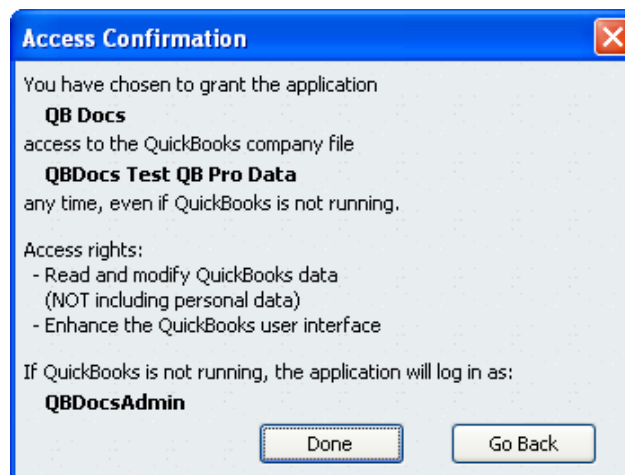 Access Confirmation
You have chosen to grant the application
QB Docs
access to the QuickBooks company file
QBDocs Test QB Pro Data
any time, even if QuickBooks is not running.
Access rights:
- Read and modify QuickBooks data
(NOT including personal data)
- Enhance the QuickBooks user interface
If QuickBooks is not running, the application will log in as:
QBDocsAdmin
Done
Go Back